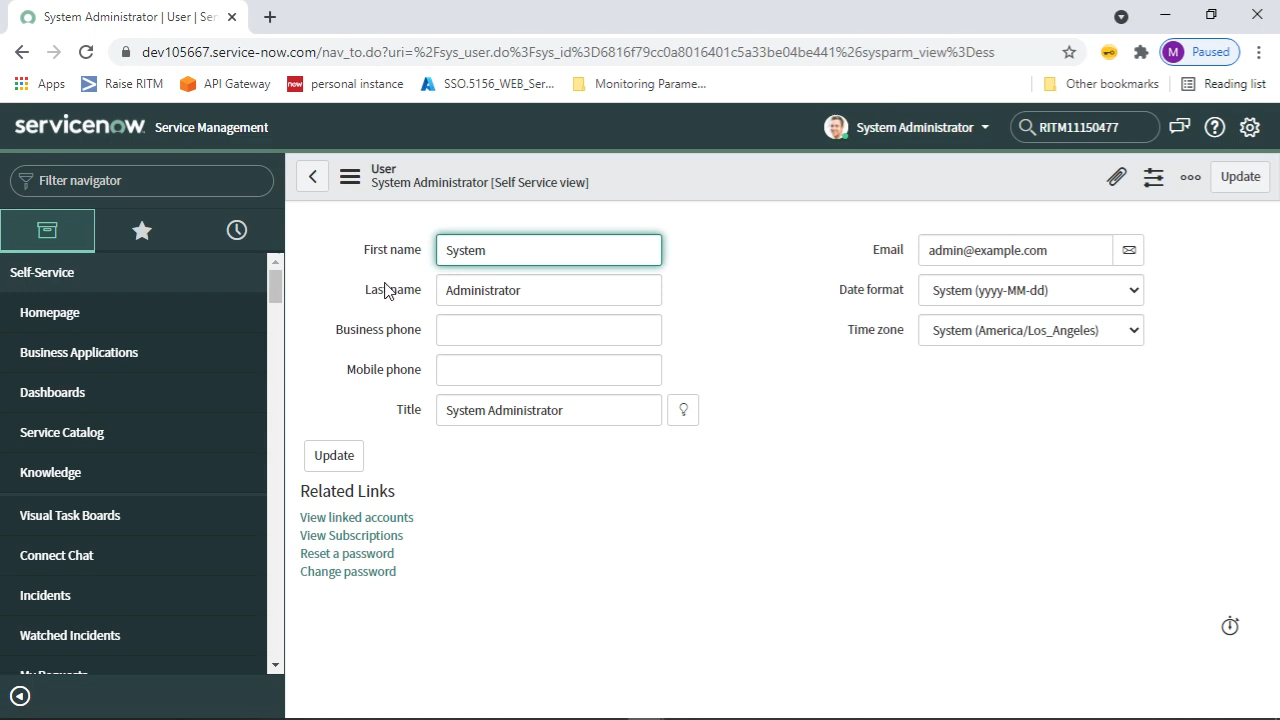 System Administrator | User | Ser
dev105667.service-now.com/nav_to.do?uri=%2Fsys_user.do%3Fsys_id%3D6816f79cc0a8016401c5a33be04be441%26sysparm_view%3Dess
M Paused
Apps
Raise RITM
API Gateway
now personal instance
SSO.5156_WEB_Ser...
Monitoring Parame...
Other bookmarks
Reading list
servicenow Service Management
System Administrator
RITM11150477
Filter navigator
User
System Administrator [Self Service view]
Update
Self-Service
Homepage
Business Applications
Dashboards
Service Catalog
Knowledge
Visual Task Boards
Connect Chat
Incidents
Watched Incidents
First name System
Last name Administrator
Business phone
Mobile phone
Title System Administrator
Email admin@example.com
Date format System (yyyy-MM-dd)
Time zone System (America/Los_Angeles)
Update
Related Links
View linked accounts
View Subscriptions
Reset a password
Change password